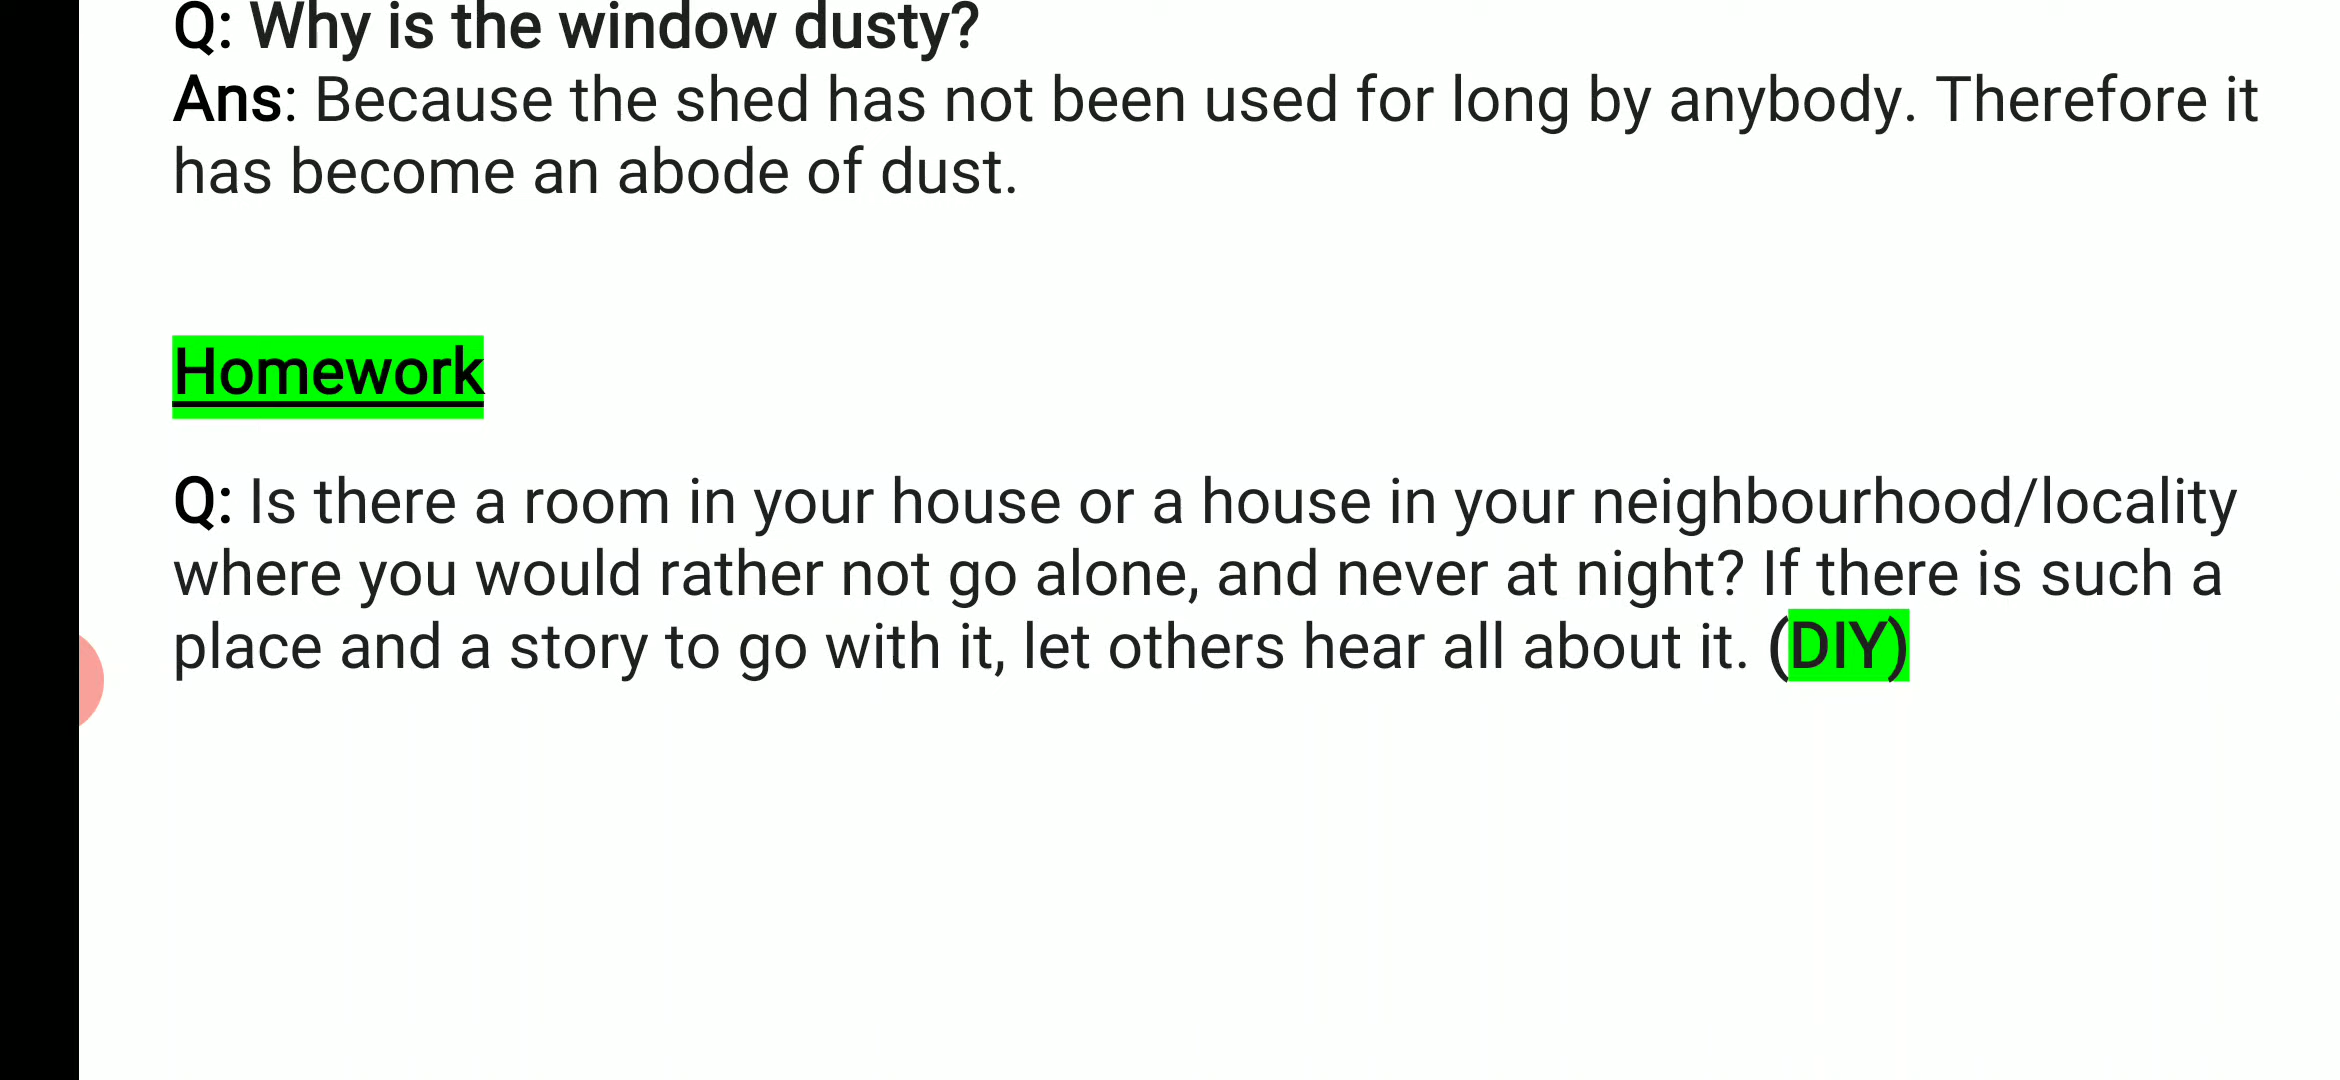 Q: Why is the window dusty?
Ans: Because the shed has not been used for long by anybody. Therefore it
has become an abode of dust.
Homework
Q: Is there a room in your house or a house in your neighbourhood/locality
where you would rather not go alone, and never at night? If there is such a
place and a story to go with it, let others hear all about it. (DIY)